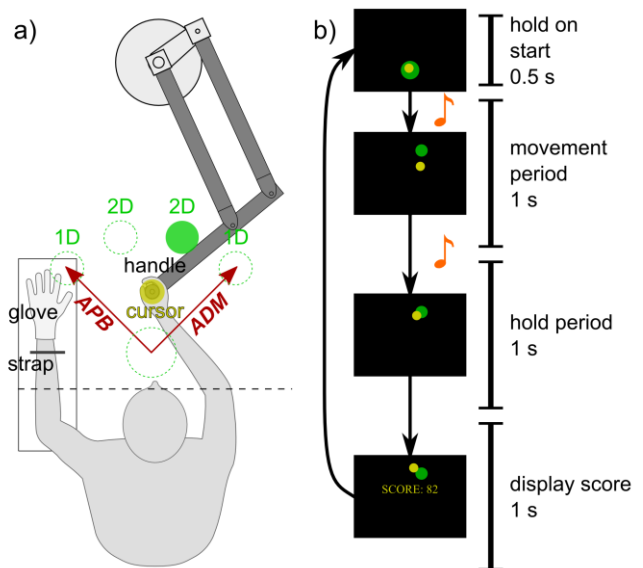 a)
2D
2D
1D
1D
handle
cursor
glove
APB
ADM
strap
b)
hold on
start
0.5 s
movement
period
1 s
hold period
1 s
SCORE: 82
display score
1 s